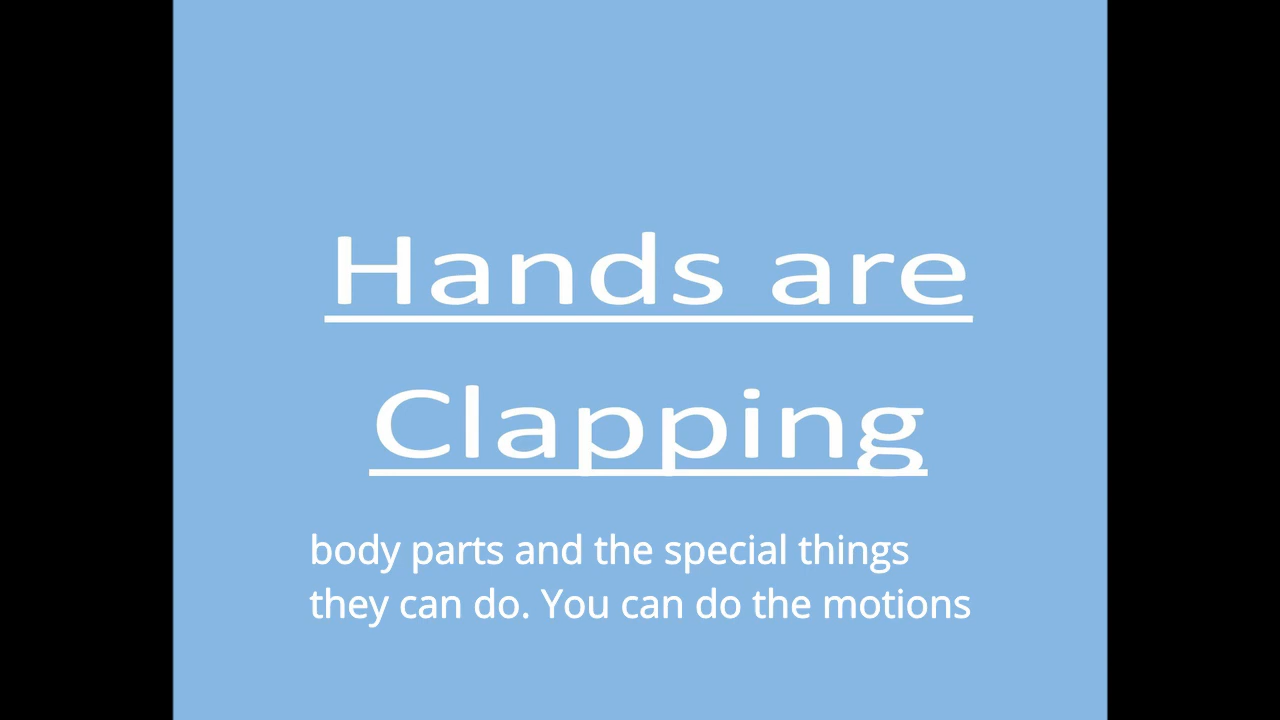 Hands are
Clapping
body parts and the special things
they can do. You can do the motions